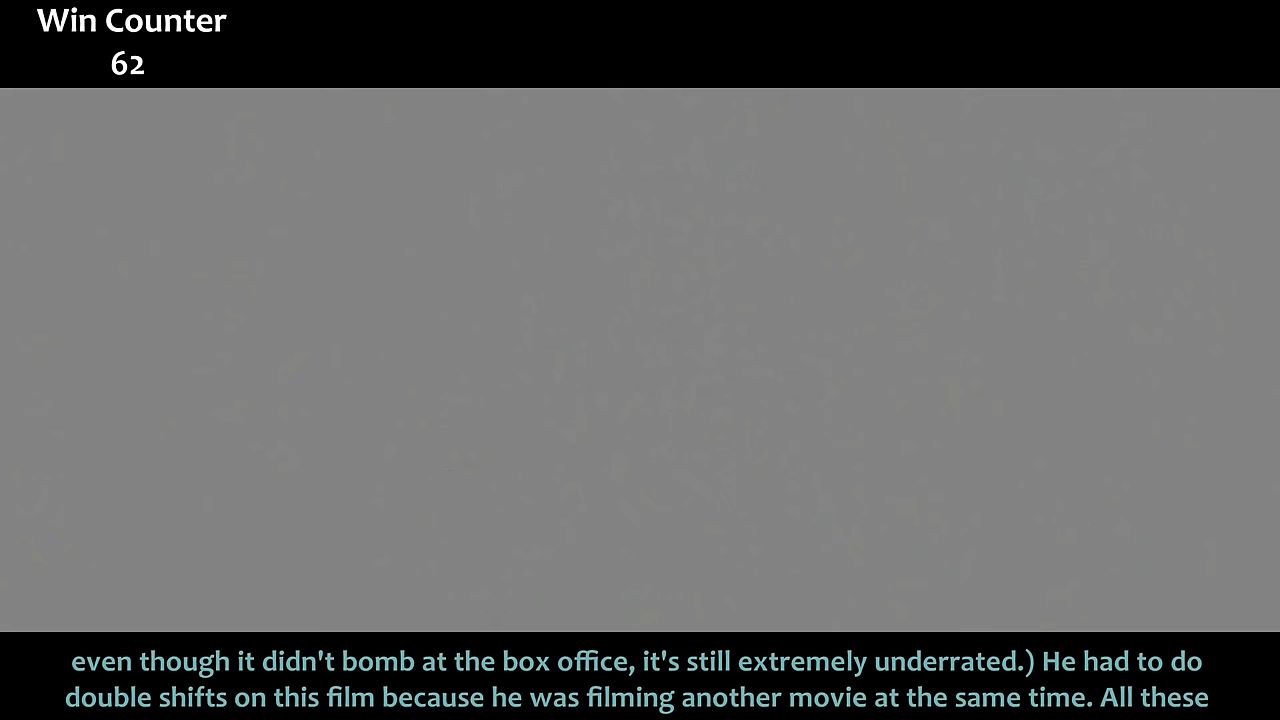 Win Counter
62
even though it didn't bomb at the box office, it's still extremely underrated.) He had to do
double shifts on this film because he was filming another movie at the same time. All these